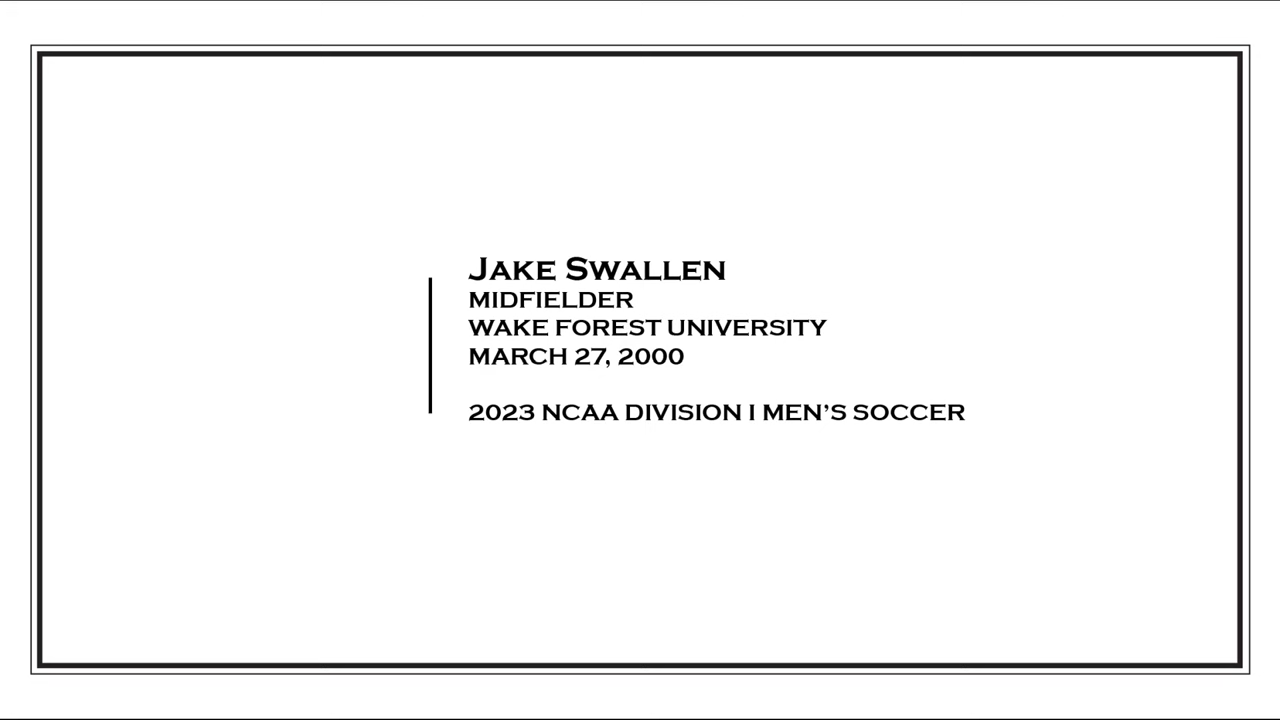 Jake Swallen
MIDFIELDER
WAKE FOREST UNIVERSITY
MARCH 27, 2000
2023 NCAA DIVISION I MEN'S SOCCER